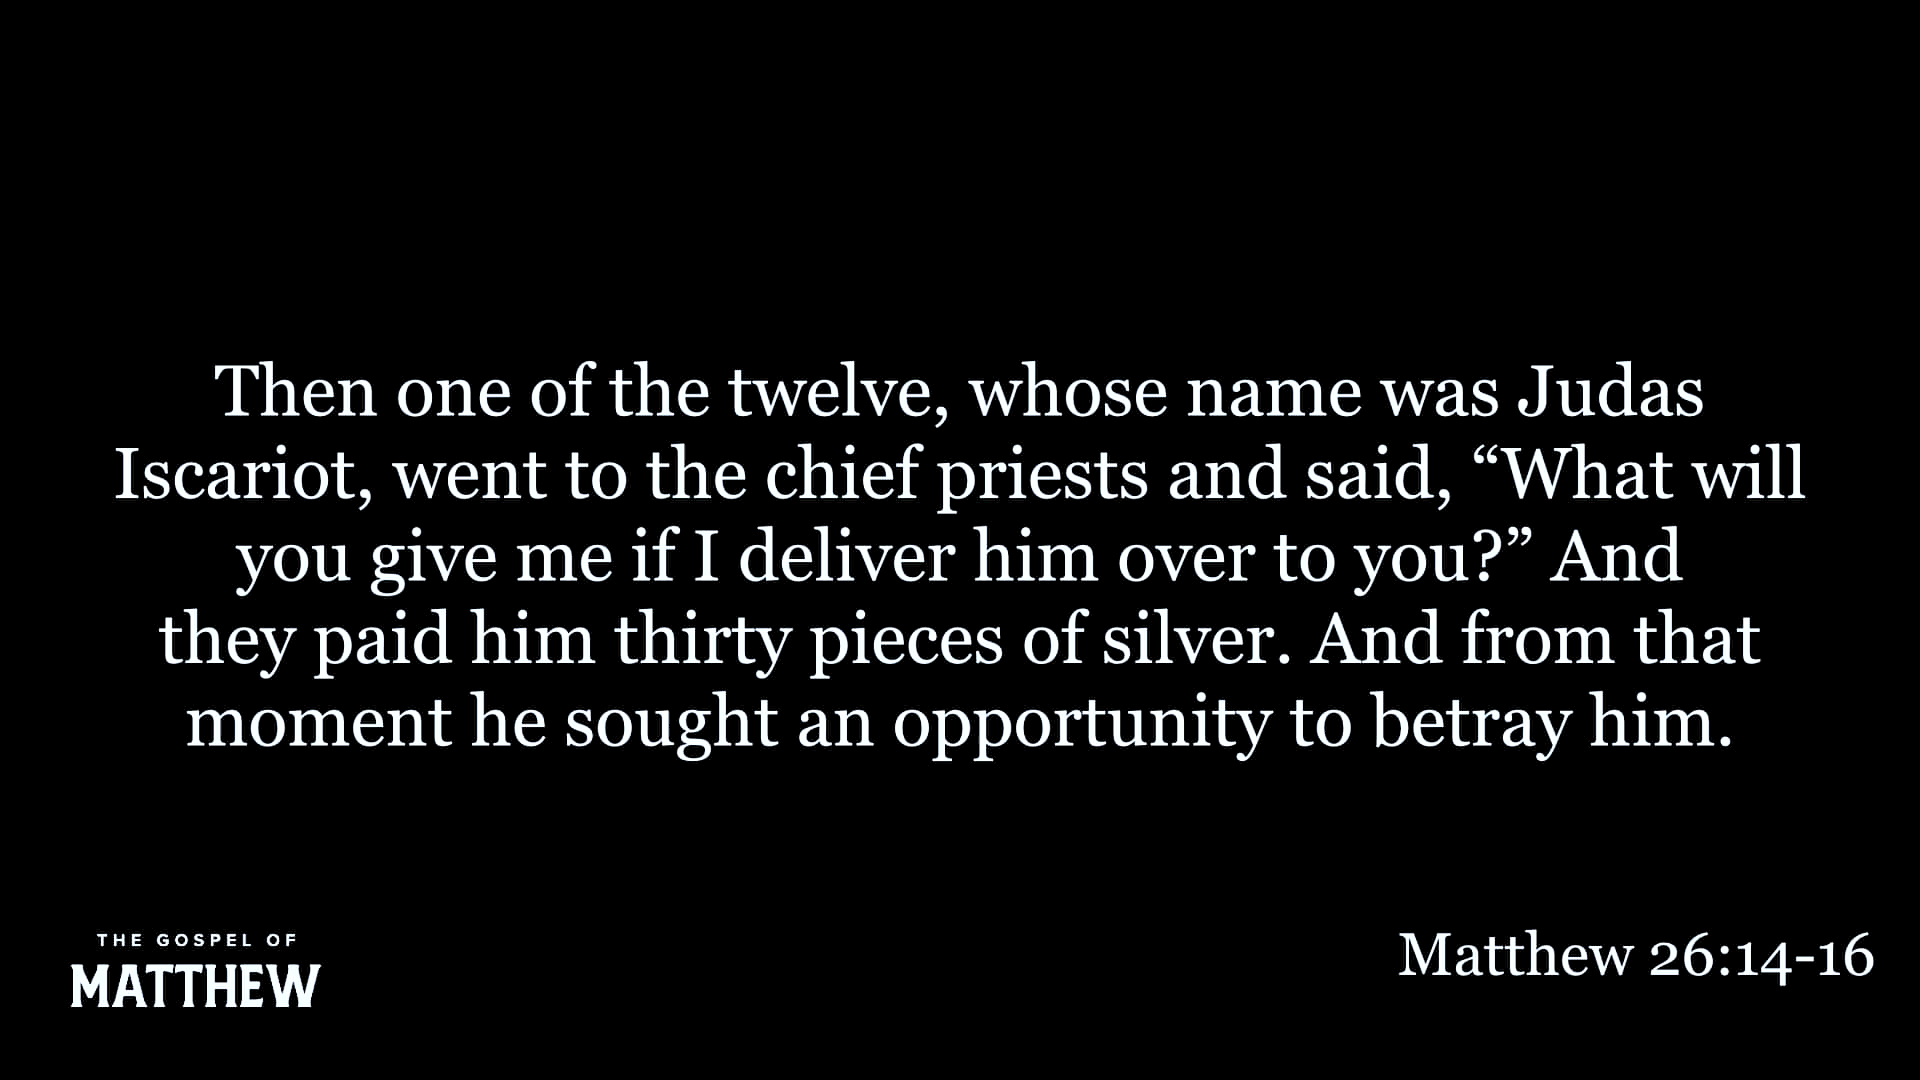 Then one of the twelve, whose name was Judas
Iscariot, went to the chief priests and said, “What will
you give me if I deliver him over to you?” And
they paid him thirty pieces of silver. And from that
moment he sought an opportunity to betray him.
THE GOSPEL OF
MATTHEW
Matthew 26:14-16